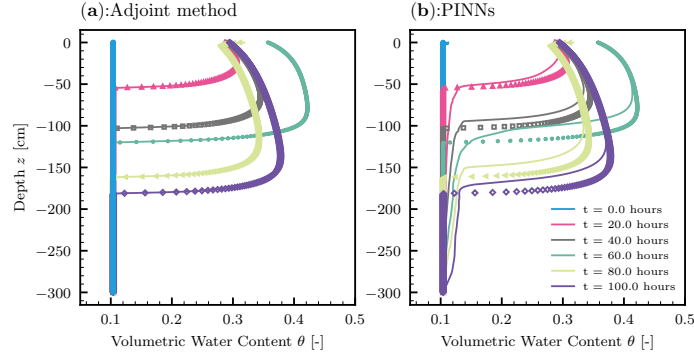 (a):Adjoint method
(b):PINNs
0
−50
−100
−150
−200
−250
−300
Depth z [cm]
0.1 0.2 0.3 0.4 0.5
Volumetric Water Content θ [-]
0
−50
−100
−150
−200
−250
−300
t = 0.0 hours
t = 20.0 hours
t = 40.0 hours
t = 60.0 hours
t = 80.0 hours
t = 100.0 hours
0.1 0.2 0.3 0.4 0.5
Volumetric Water Content θ [-]